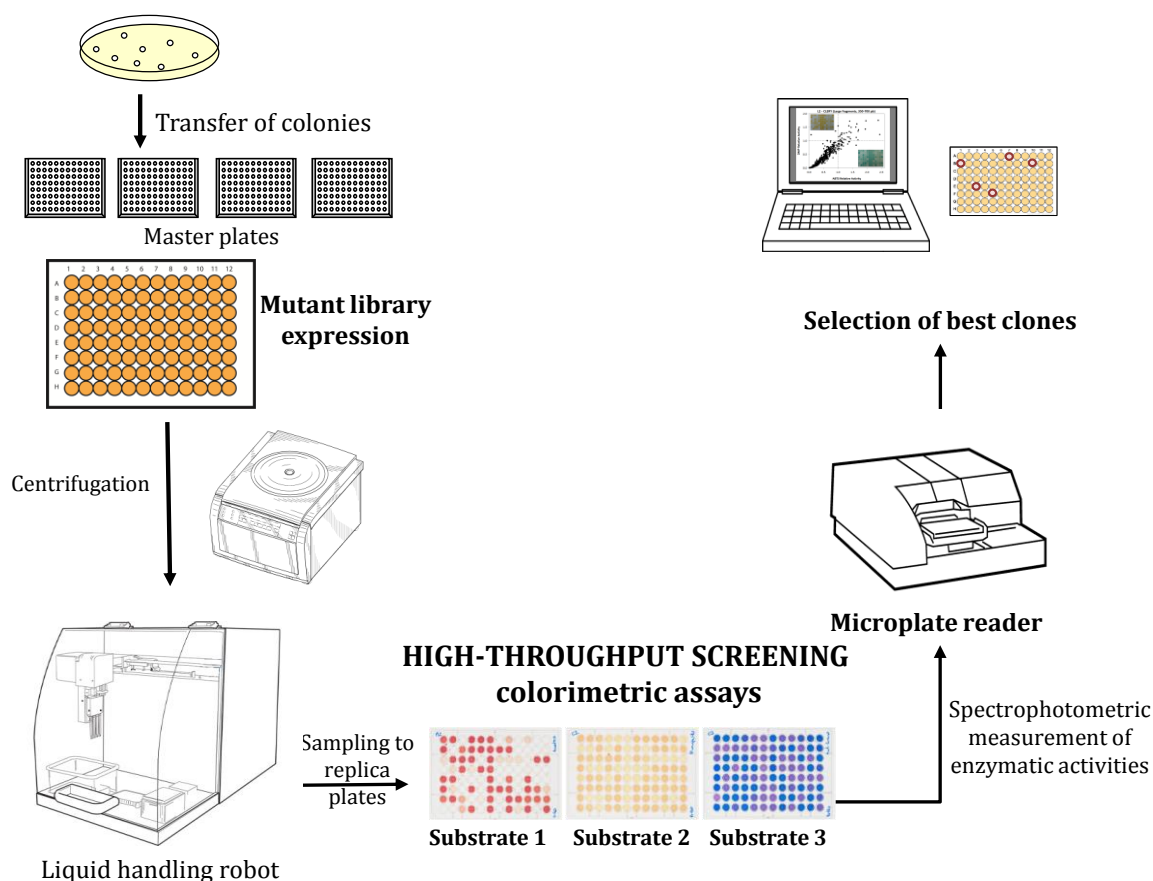 Transfer of colonies
Master plates
1 2 3 4 5 6 7 8 9 10 11 12
A
B
C
D
E
F
G
H
Mutant library
expression
Centrifugation
Liquid handling robot
Sampling to
replica
plates
HIGH-THROUGHPUT SCREENING
colorimetric assays
Substrate 1
Substrate 2
Substrate 3
Spectrophotometric
measurement of
enzymatic activities
Microplate reader
Selection of best clones